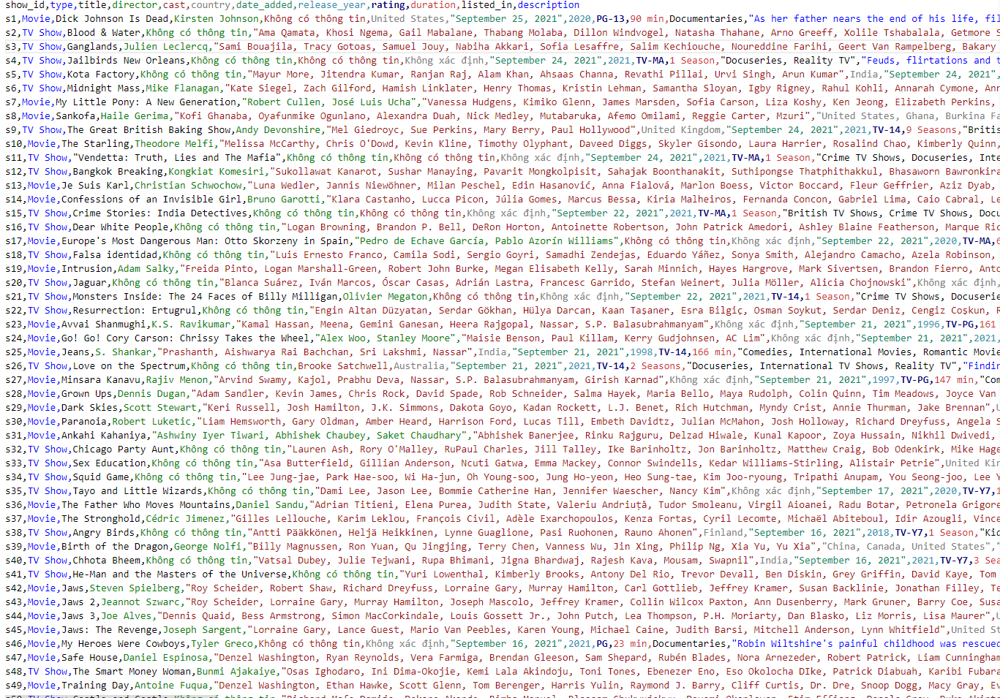 show_id,type,title,director,cast,country,date_added,release_year,rating,duration,listed_in,description
s1,Movie,Dick Johnson Is Dead,Kirsten Johnson,Không có thông tin,United States,"September 25, 2021",2020,PG-13,90 min,Documentaries,"As her father nears the end of his life, fil
s2,TV Show,Blood & Water,Không có thông tin,"Ama Qamata, Khosi Ngema, Gail Mabalane, Thabang Molaba, Dillon Windvogel, Natasha Thahane, Arno Greeff, Xolile Tshabalala, Getmore S
s3,TV Show,Ganglands,Julien Leclercq,"Sami Bouajila, Tracy Gotoas, Samuel Jouy, Nabiha Akkari, Sofia Lesaffre, Salim Kechiouche, Noureddine Farihi, Geert Van Rampelberg, Bakary
s4,TV Show,Jailbirds New Orleans,Không có thông tin,Không có thông tin,Không xác định,"September 24, 2021",2021,TV-MA,1 Season,"Docuseries, Reality TV","Feuds, flirtations and t
s5,TV Show,Kota Factory,Không có thông tin,"Mayur More, Jitendra Kumar, Ranjan Raj, Alam Khan, Ahsaas Channa, Revathi Pillai, Urvi Singh, Arun Kumar",India,"September 24, 2021",
s6,TV Show,Midnight Mass,Mike Flanagan,"Kate Siegel, Zach Gilford, Hamish Linklater, Henry Thomas, Kristin Lehman, Samantha Sloyan, Igby Rigney, Rahul Kohli, Annarah Cymone, Ann
s7,Movie,My Little Pony: A New Generation,"Robert Cullen, José Luis Ucha","Vanessa Hudgens, Kimiko Glenn, James Marsden, Sofia Carson, Liza Koshy, Ken Jeong, Elizabeth Perkins,
s8,Movie,Sankofa,Haile Gerima,"Kofi Ghanaba, Oyafunmike Ogunlano, Alexandra Duah, Nick Medley, Mutabaruka, Afemo Omilami, Reggie Carter, Mzuri","United States, Ghana, Burkina Fa
s9,TV Show,The Great British Baking Show,Andy Devonshire,"Mel Giedroyc, Sue Perkins, Mary Berry, Paul Hollywood",United Kingdom,"September 24, 2021",2021,TV-14,9 Seasons,"Britis
s10,Movie,The Starling,Theodore Melfi,"Melissa McCarthy, Chris O'Dowd, Kevin Kline, Timothy Olyphant, Daveed Diggs, Skyler Gisondo, Laura Harrier, Rosalind Chao, Kimberly Quinn,
s11,TV Show,"Vendetta: Truth, Lies and The Mafia",Không có thông tin,Không có thông tin,Không xác định,"September 24, 2021",2021,TV-MA,1 Season,"Crime TV Shows, Docuseries, Inte
s12,TV Show,Bangkok Breaking,Kongkiat Komesiri,"Sukollawat Kanarot, Sushar Manaying, Pavarit Mongkolpisit, Sahajak Boonthanakit, Suthipongse Thatphithakkul, Bhasaworn Bawronkira
s13,Movie,Je Suis Karl,Christian Schwochow,"Luna Wedler, Jannis Niewöhner, Milan Peschel, Edin Hasanović, Anna Fialová, Marlon Boess, Victor Boccard, Fleur Geffrier, Aziz Dyab,
s14,Movie,Confessions of an Invisible Girl,Bruno Garotti,"Klara Castanho, Lucca Picon, Júlia Gomes, Marcus Bessa, Kiria Malheiros, Fernanda Concon, Gabriel Lima, Caio Cabral, Le
s15,TV Show,Crime Stories: India Detectives,Không có thông tin,Không có thông tin,Không xác định,"September 22, 2021",2021,TV-MA,1 Season,"British TV Shows, Crime TV Shows, Docu
s16,TV Show,Dear White People,Không có thông tin,"Logan Browning, Brandon P. Bell, DeRon Horton, Antoinette Robertson, John Patrick Amedori, Ashley Blaine Featherson, Marque Ric
s17,Movie,Europe's Most Dangerous Man: Otto Skorzeny in Spain,"Pedro de Echave García, Pablo Azorín Williams",Không có thông tin,Không xác định,"September 22, 2021",2020,TV-MA,6
s18,TV Show,Falsa identidad,Không có thông tin,"Luis Ernesto Franco, Camila Sodi, Sergio Goyri, Samadhi Zendejas, Eduardo Yáñez, Sonya Smith, Alejandro Camacho, Azela Robinson,
s19,Movie,Intrusion,Adam Salky,"Freida Pinto, Logan Marshall-Green, Robert John Burke, Megan Elisabeth Kelly, Sarah Minnich, Hayes Hargrove, Mark Sivertsen, Brandon Fierro, Anto
s20,TV Show,Jaguar,Không có thông tin,"Blanca Suárez, Iván Marcos, Óscar Casas, Adrián Lastra, Francesc Garrido, Stefan Weinert, Julia Möller, Alicia Chojnowski",Không xác định,
s21,TV Show,Monsters Inside: The 24 Faces of Billy Milligan,Olivier Megaton,Không có thông tin,Không xác định,"September 22, 2021",2021,TV-14,1 Season,"Crime TV Shows, Docuserie
s22,TV Show,Resurrection: Ertugrul,Không có thông tin,"Engin Altan Düzyatan, Serdar Gökhan, Hülya Darcan, Kaan Taşaner, Esra Bilgiç, Osman Soykut, Serdar Deniz, Cengiz Coşkun, R
s23,Movie,Avvai Shanmughi,K.S. Ravikumar,"Kamal Hassan, Meena, Gemini Ganesan, Heera Rajgopal, Nassar, S.P. Balasubrahmanyam",Không xác định,"September 21, 2021",1996,TV-PG,161
s24,Movie,Go! Go! Cory Carson: Chrissy Takes the Wheel,"Alex Woo, Stanley Moore","Maisie Benson, Paul Killam, Kerry Gudjohnsen, AC Lim",Không xác định,"September 21, 2021",2021,
s25,Movie,Jeans,S. Shankar,"Prashanth, Aishwarya Rai Bachchan, Sri Lakshmi, Nassar",India,"September 21, 2021",1998,TV-14,166 min,"Comedies, International Movies, Romantic Movie
s26,TV Show,Love on the Spectrum,Không có thông tin,Brooke Satchwell,Australia,"September 21, 2021",2021,TV-14,2 Seasons,"Docuseries, International TV Shows, Reality TV","Findin
s27,Movie,Minsara Kanavu,Rajiv Menon,"Arvind Swamy, Kajol, Prabhu Deva, Nassar, S.P. Balasubrahmanyam, Girish Karnad",Không xác định,"September 21, 2021",1997,TV-PG,147 min,"Com
s28,Movie,Grown Ups,Dennis Dugan,"Adam Sandler, Kevin James, Chris Rock, David Spade, Rob Schneider, Salma Hayek, Maria Bello, Maya Rudolph, Colin Quinn, Tim Meadows, Joyce Van
s29,Movie,Dark Skies,Scott Stewart,"Keri Russell, Josh Hamilton, J.K. Simmons, Dakota Goyo, Kadan Rockett, L.J. Benet, Rich Hutchman, Myndy Crist, Annie Thurman, Jake Brennan",U
s30,Movie,Paranoia,Robert Luketic,"Liam Hemsworth, Gary Oldman, Amber Heard, Harrison Ford, Lucas Till, Embeth Davidtz, Julian McMahon, Josh Holloway, Richard Dreyfuss, Angela S
s31,Movie,Ankahi Kahaniya,"Ashwiny Iyer Tiwari, Abhishek Chaubey, Saket Chaudhary","Abhishek Banerjee, Rinku Rajguru, Delzad Hiwale, Kunal Kapoor, Zoya Hussain, Nikhil Dwivedi,
s32,TV Show,Chicago Party Aunt,Không có thông tin,"Lauren Ash, Rory O'Malley, RuPaul Charles, Jill Talley, Ike Barinholtz, Jon Barinholtz, Matthew Craig, Bob Odenkirk, Mike Hage
s33,TV Show,Sex Education,Không có thông tin,"Asa Butterfield, Gillian Anderson, Ncuti Gatwa, Emma Mackey, Connor Swindells, Kedar Williams-Stirling, Alistair Petrie",United Kin
s34,TV Show,Squid Game,Không có thông tin,"Lee Jung-jae, Park Hae-soo, Wi Ha-jun, Oh Young-soo, Jung Ho-yeon, Heo Sung-tae, Kim Joo-ryoung, Tripathi Anupam, You Seong-joo, Lee Y
s35,TV Show,Tayo and Little Wizards,Không có thông tin,"Dami Lee, Jason Lee, Bommie Catherine Han, Jennifer Waescher, Nancy Kim",Không xác định,"September 17, 2021",2020,TV-Y7,1
s36,Movie,The Father Who Moves Mountains,Daniel Sandu,"Adrian Titieni, Elena Purea, Judith State, Valeriu Andriuță, Tudor Smoleanu, Virgil Aioanei, Radu Botar, Petronela Grigore
s37,Movie,The Stronghold,Cédric Jimenez,"Gilles Lellouche, Karim Leklou, François Civil, Adèle Exarchopoulos, Kenza Fortas, Cyril Lecomte, Michaël Abiteboul, Idir Azougli, Vince
s38,TV Show,Angry Birds,Không có thông tin,"Antti Pääkkönen, Heljä Heikkinen, Lynne Guaglione, Pasi Ruohonen, Rauno Ahonen",Finland,"September 16, 2021",2018,TV-Y7,1 Season,"Kid
s39,Movie,Birth of the Dragon,George Nolfi,"Billy Magnussen, Ron Yuan, Qu Jingjing, Terry Chen, Vanness Wu, Jin Xing, Philip Ng, Xia Yu, Yu Xia","China, Canada, United States","
s40,TV Show,Chhota Bheem,Không có thông tin,"Vatsal Dubey, Julie Tejwani, Rupa Bhimani, Jigna Bhardwaj, Rajesh Kava, Mousam, Swapnil",India,"September 16, 2021",2021,TV-Y7,3 Sea
s41,TV Show,He-Man and the Masters of the Universe,Không có thông tin,"Yuri Lowenthal, Kimberly Brooks, Antony Del Rio, Trevor Devall, Ben Diskin, Grey Griffin, David Kaye, Tom
s42,Movie,Jaws,Steven Spielberg,"Roy Scheider, Robert Shaw, Richard Dreyfuss, Lorraine Gary, Murray Hamilton, Carl Gottlieb, Jeffrey Kramer, Susan Backlinie, Jonathan Filley, Te
s43,Movie,Jaws 2,Jeannot Szwarc,"Roy Scheider, Lorraine Gary, Murray Hamilton, Joseph Mascolo, Jeffrey Kramer, Collin Wilcox Paxton, Ann Dusenberry, Mark Gruner, Barry Coe, Susa
s44,Movie,Jaws 3,Joe Alves,"Dennis Quaid, Bess Armstrong, Simon MacCorkindale, Louis Gossett Jr., John Putch, Lea Thompson, P.H. Moriarty, Dan Blasko, Liz Morris, Lisa Maurer",U
s45,Movie,Jaws: The Revenge,Joseph Sargent,"Lorraine Gary, Lance Guest, Mario Van Peebles, Karen Young, Michael Caine, Judith Barsi, Mitchell Anderson, Lynn Whitfield",United St
s46,Movie,My Heroes Were Cowboys,Tyler Greco,Không có thông tin,Không xác định,"September 16, 2021",2021,PG,23 min,Documentaries,"Robin Wiltshire's painful childhood was rescued
s47,Movie,Safe House,Daniel Espinosa,"Denzel Washington, Ryan Reynolds, Vera Farmiga, Brendan Gleeson, Sam Shepard, Rubén Blades, Nora Arnezeder, Robert Patrick, Liam Cunningham
s48,TV Show,The Smart Money Woman,Bunmi Ajakaiye,"Osas Ighodaro, Ini Dima-Okojie, Kemi Lala Akindoju, Toni Tones, Ebenezer Eno, Eso Okolocha DIke, Patrick Diabuah, Karibi Fubara
s49,Movie,Training Day,Antoine Fuqua,"Denzel Washington, Ethan Hawke, Scott Glenn, Tom Berenger, Harris Yulin, Raymond J. Barry, Cliff Curtis, Dr. Dre, Snoop Dogg, Macy Gray, Ev